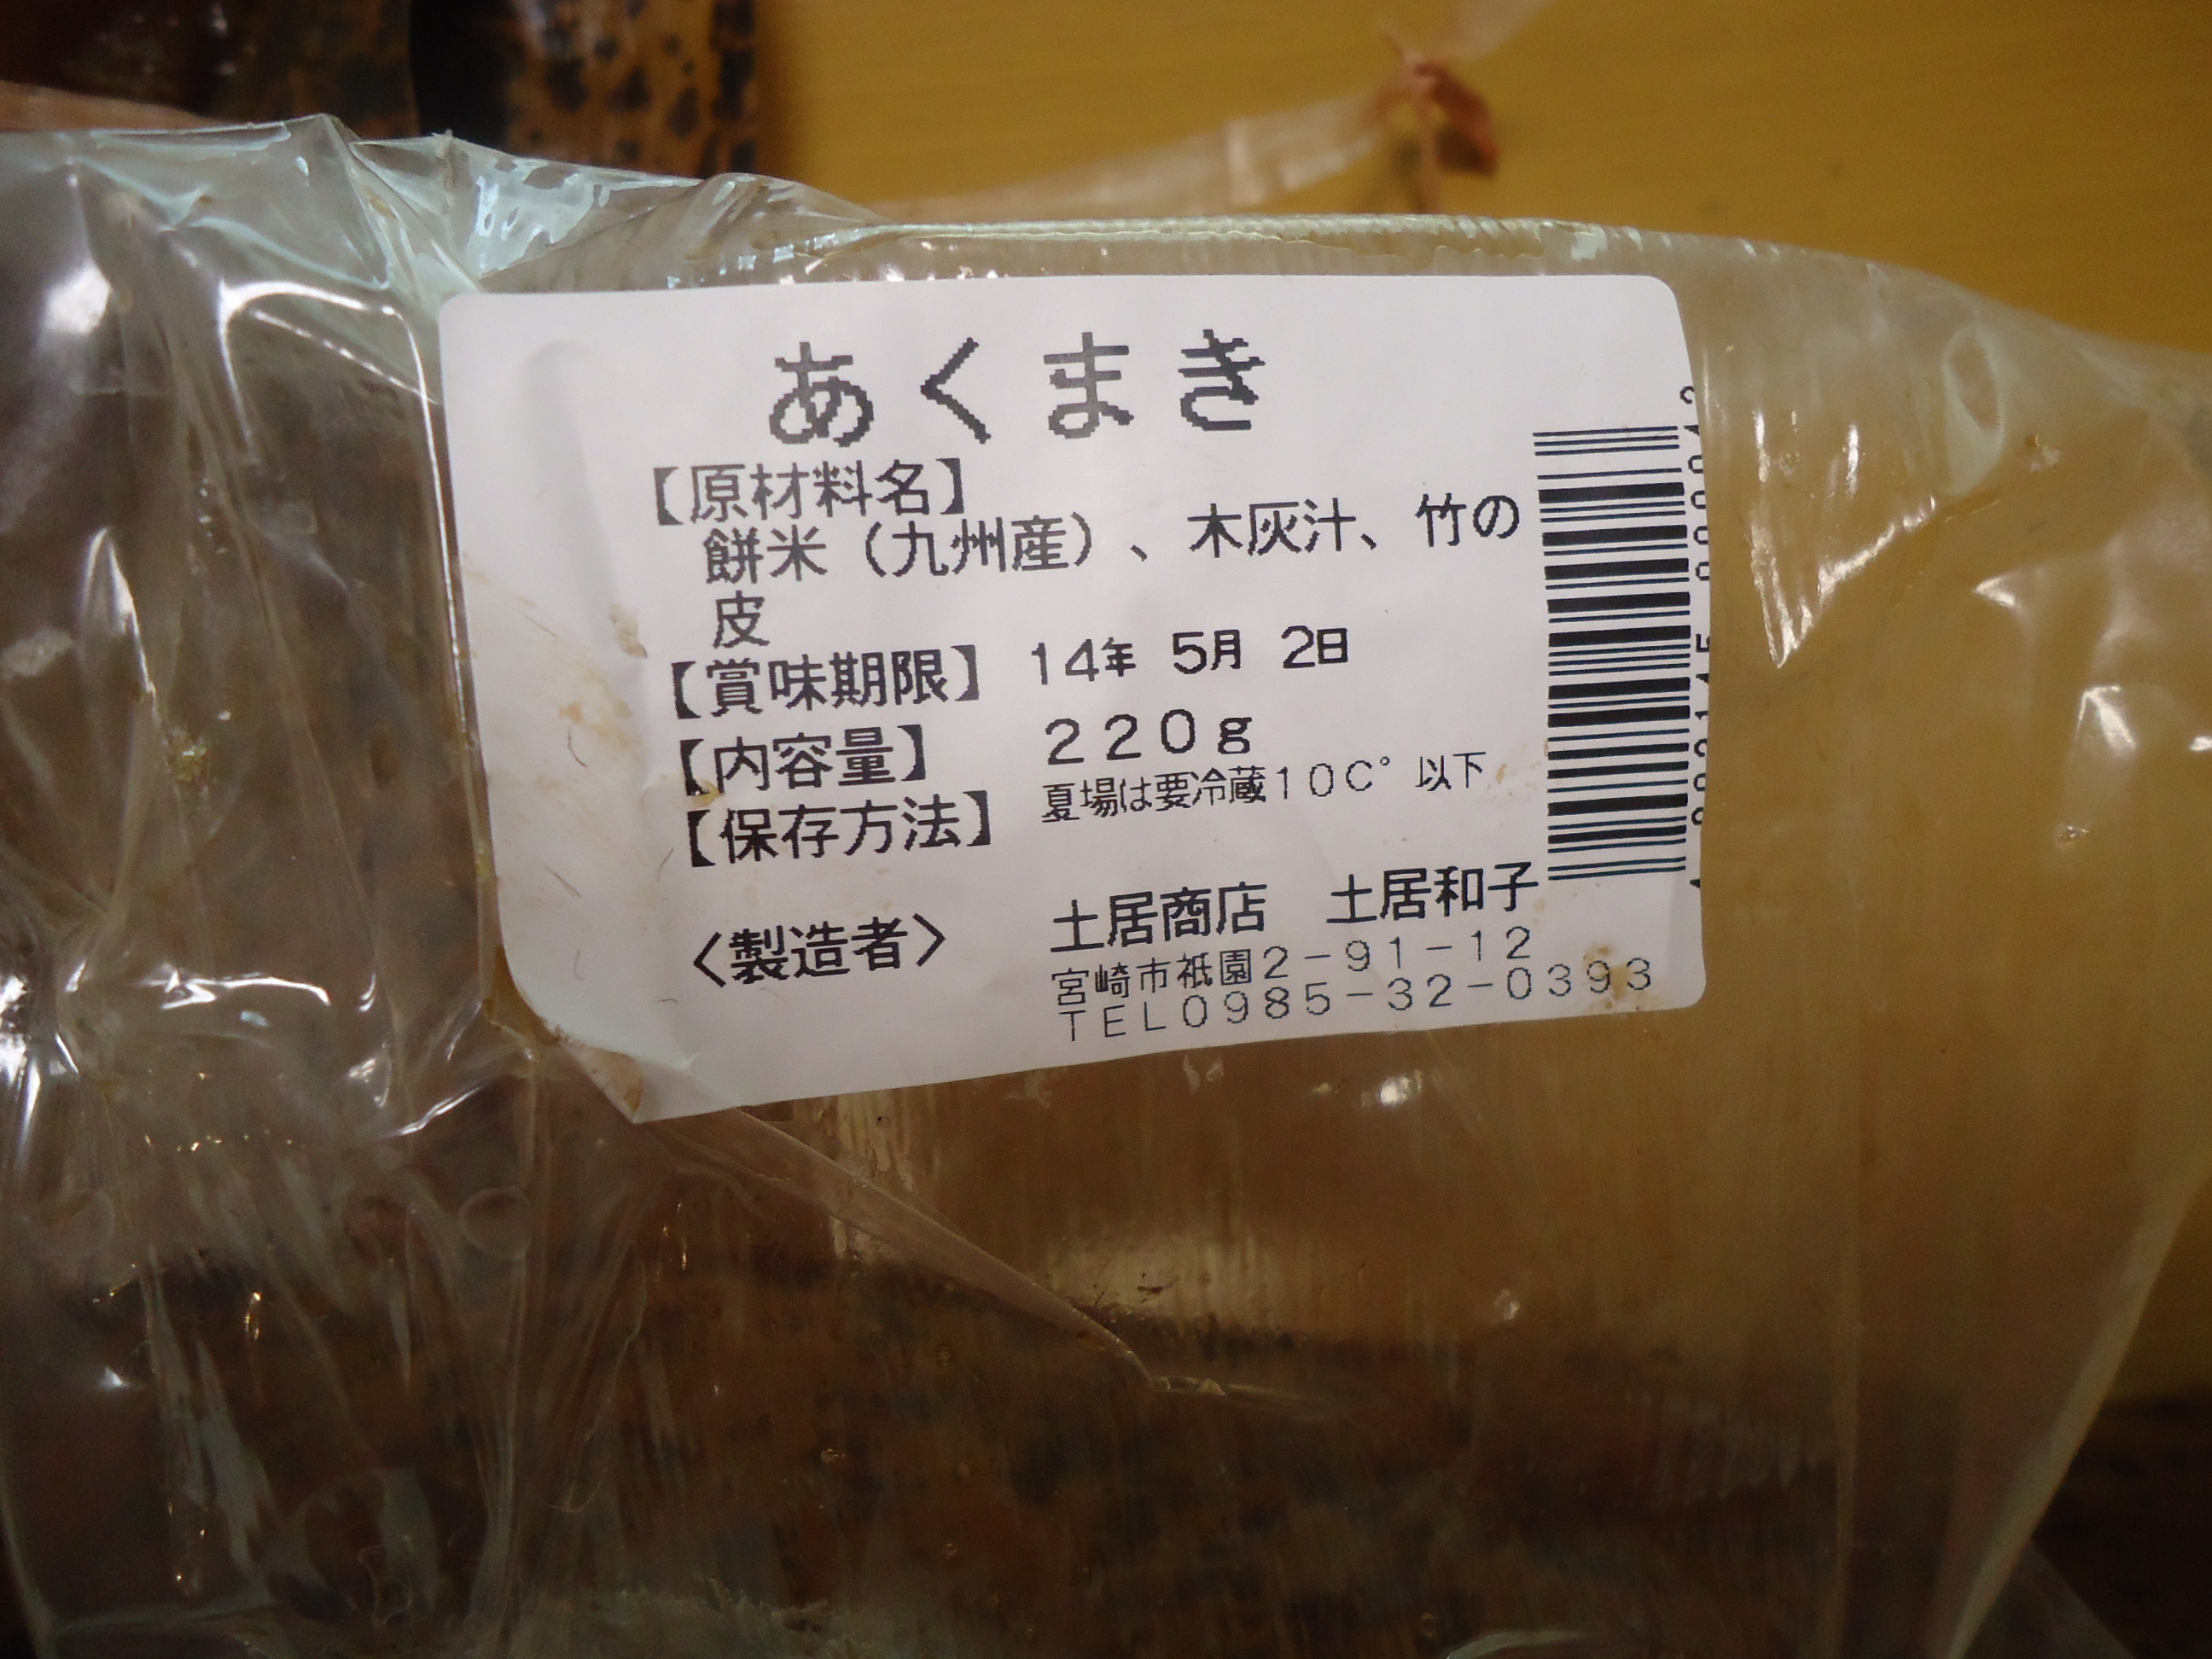 あくまき
【原材料名】
餅米（九州産）、木灰汁、竹の
皮
【賞味期限】 14年 5月 2日
【内容量】 220g
【保存方法】 夏場は要冷蔵10C°以下
〈製造者〉 土居商店 土居和子
宮崎市祇園2-91-12
TEL0985-32-0393